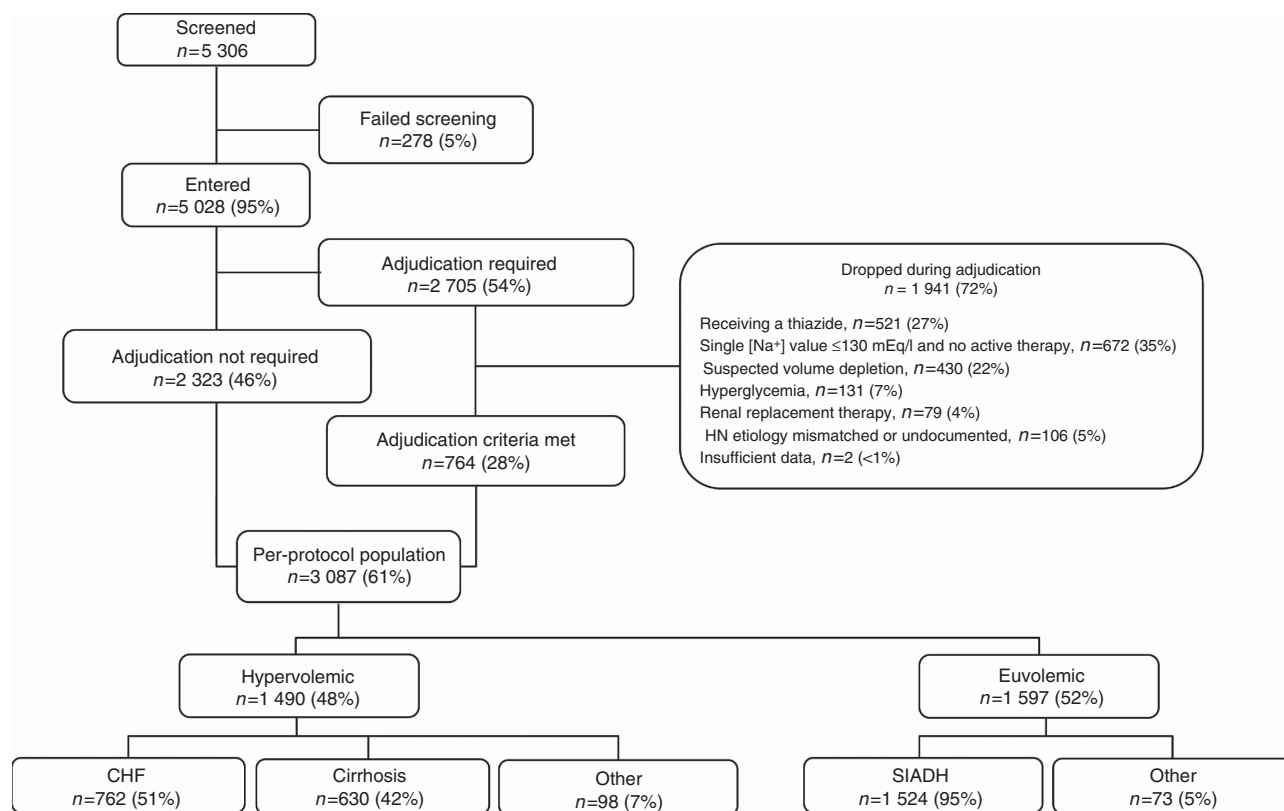 Screened
n=5 306
Failed screening
n=278 (5%)
Entered
n=5 028 (95%)
Adjudication required
n=2 705 (54%)
Dropped during adjudication
n = 1 941 (72%)
Receiving a thiazide, n=521 (27%)
Single [Na+] value ≤130 mEq/l and no active therapy, n=672 (35%)
Suspected volume depletion, n=430 (22%)
Hyperglycemia, n=131 (7%)
Renal replacement therapy, n=79 (4%)
HN etiology mismatched or undocumented, n=106 (5%)
Insufficient data, n=2 (<1%)
Adjudication not required
n=2 323 (46%)
Adjudication criteria met
n=764 (28%)
Per-protocol population
n=3 087 (61%)
Hypervolemic
n=1 490 (48%)
Euvolemic
n=1 597 (52%)
CHF
n=762 (51%)
Cirrhosis
n=630 (42%)
Other
n=98 (7%)
SIADH
n=1 524 (95%)
Other
n=73 (5%)